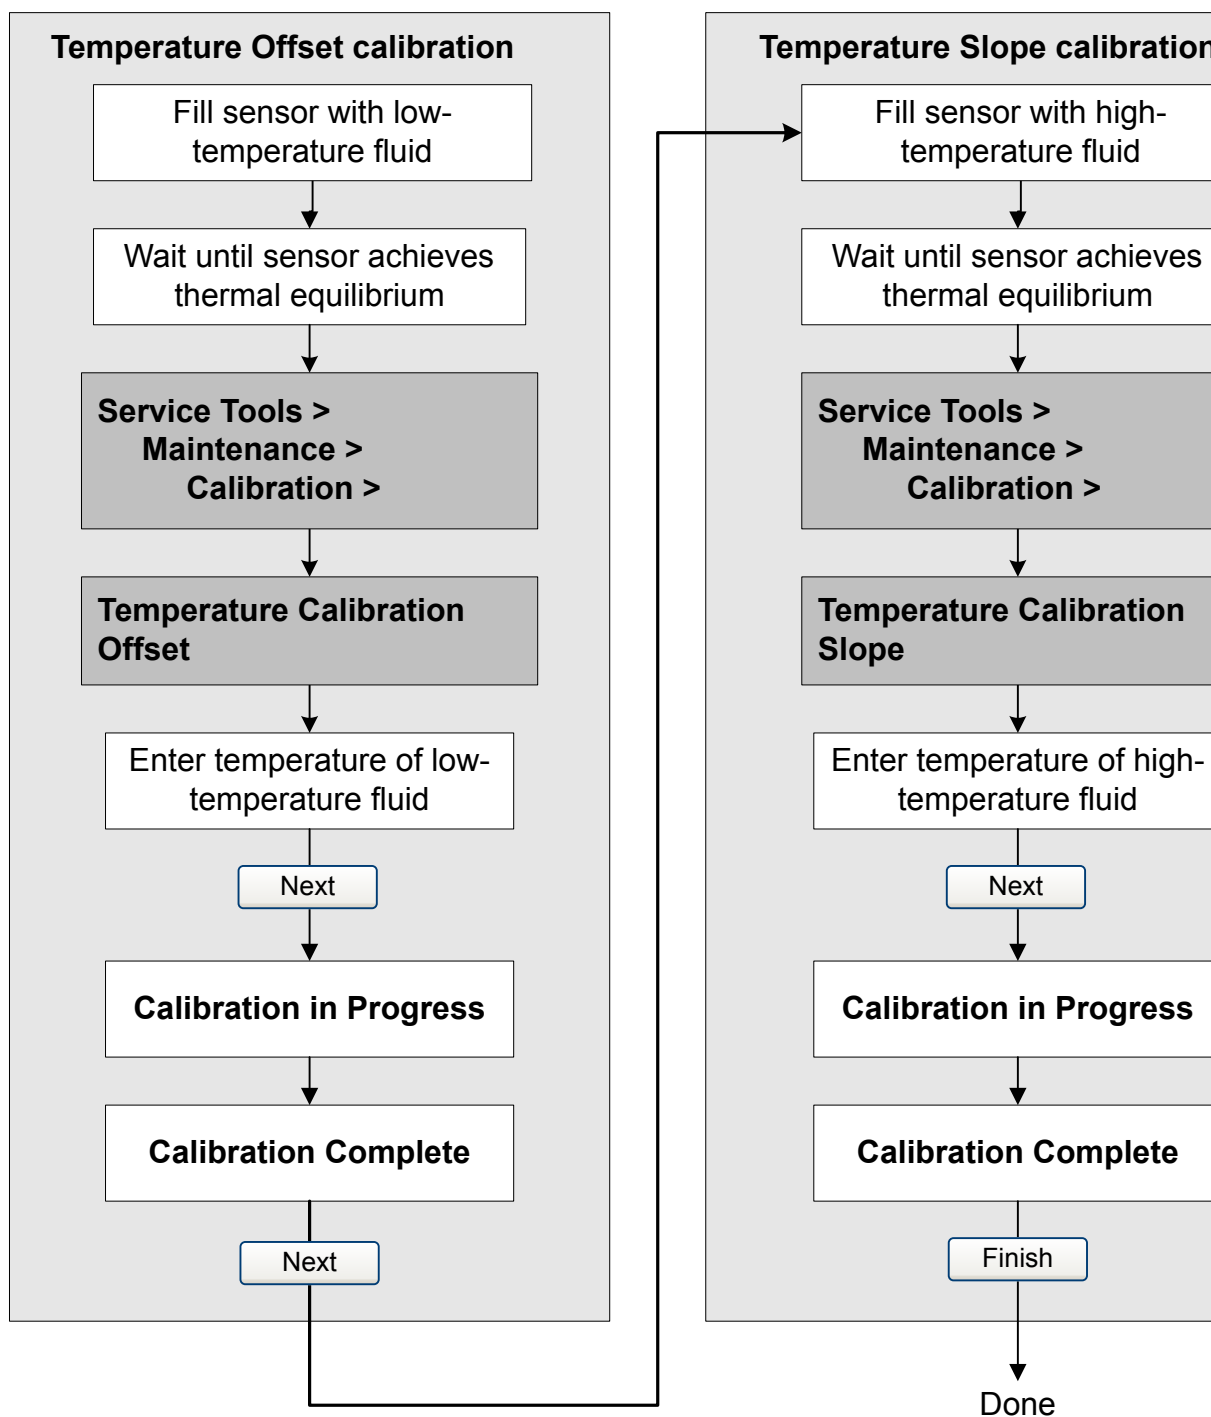 Temperature Offset calibration
Fill sensor with low-
temperature fluid
Wait until sensor achieves
thermal equilibrium
Service Tools >
Maintenance >
Calibration >
Temperature Calibration
Offset
Enter temperature of low-
temperature fluid
Next
Calibration in Progress
Calibration Complete
Next
Temperature Slope calibration
Fill sensor with high-
temperature fluid
Wait until sensor achieves
thermal equilibrium
Service Tools >
Maintenance >
Calibration >
Temperature Calibration
Slope
Enter temperature of high-
temperature fluid
Next
Calibration in Progress
Calibration Complete
Finish
Done